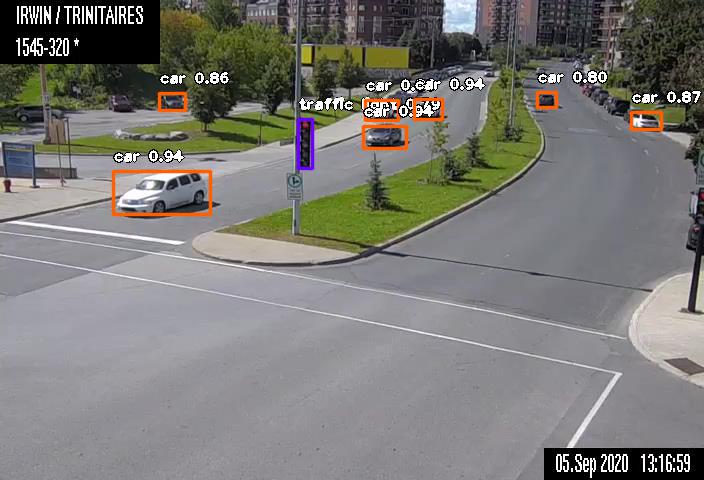 IRWIN / TRINITAIRES
1545-320 *
car 0.86
car 0.94
car 0.80
car 0.87
traffic
car 0.94
car 0.94
05.Sep 2020 13:16:59